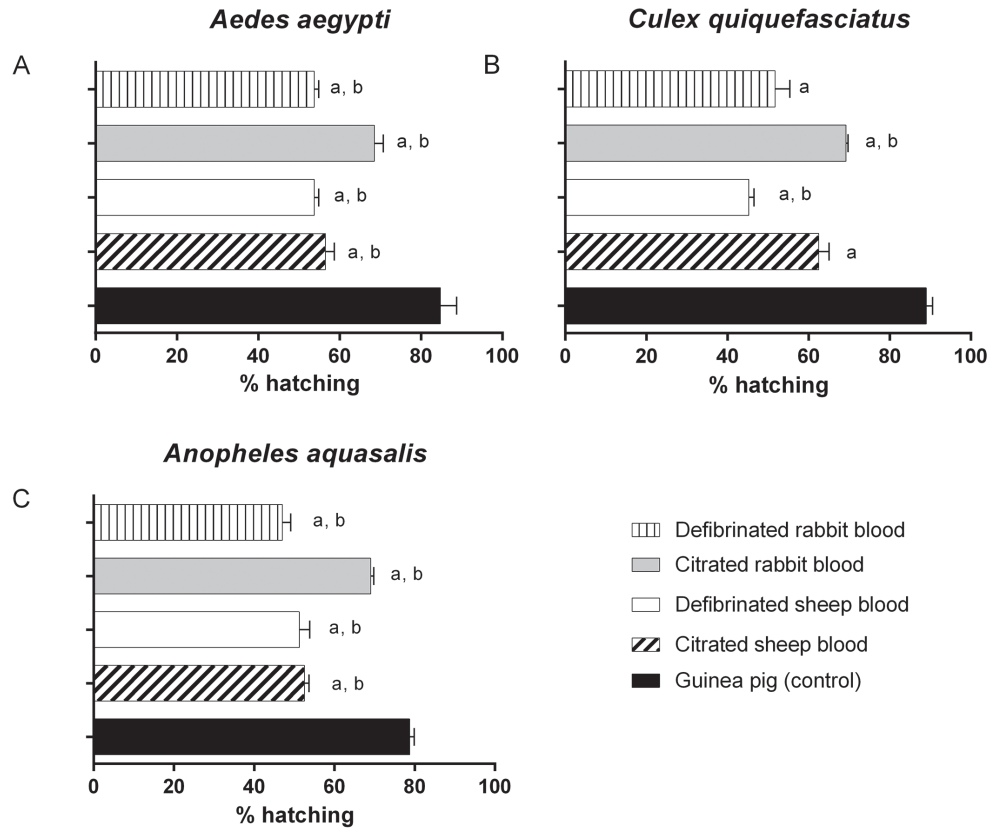 Aedes aegypti
A
a, b
a, b
a, b
a, b
0 20 40 60 80 100
% hatching
Culex quiquefasciatus
B
a
a, b
a, b
a
0 20 40 60 80 100
% hatching
Anopheles aquasalis
C
a, b
a, b
a, b
a, b
0 20 40 60 80 100
% hatching
Defibrinated rabbit blood
Citrated rabbit blood
Defibrinated sheep blood
Citrated sheep blood
Guinea pig (control)